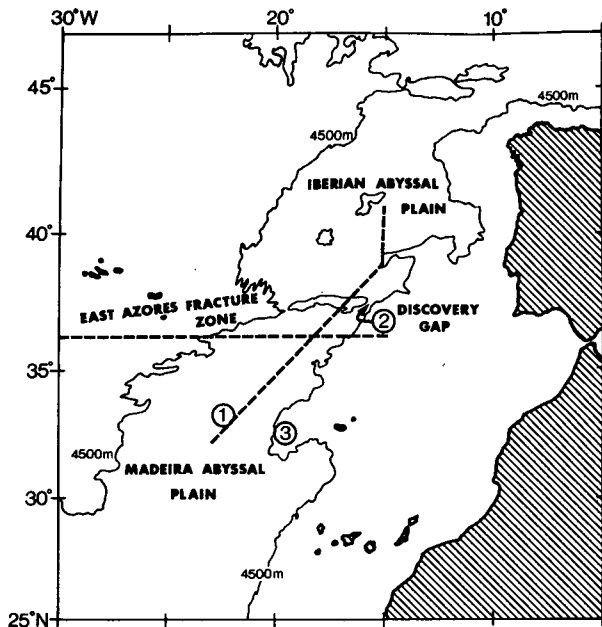 30°W 20° 10°
45°
4500m
4500m
IBERIAN ABYSSAL
PLAIN
40°
EAST AZORES FRACTURE
ZONE
DISCOVERY
GAP
②
35°
①
③
4500m
MADEIRA ABYSSAL
PLAIN
30°
4500m
25°N